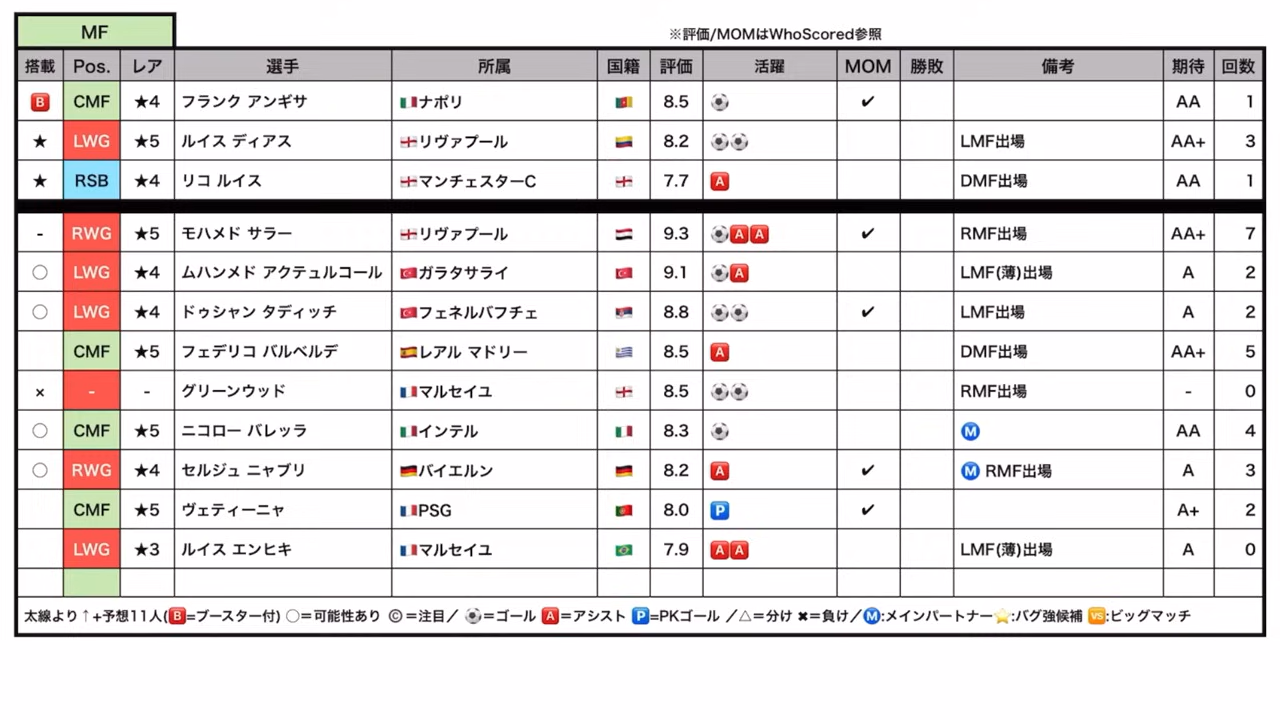 MF
※評価/MOMはWhoScored参照
搭載 Pos. レア 選手 所属 国籍 評価 活躍 MOM 勝敗 備考 期待 回数
B CMF ★4 フランク アンギサ ナポリ 8.5 ⚽ ✔ AA 1
★ LWG ★5 ルイス ディアス リヴァプール 8.2 ⚽⚽ LMF出場 AA+ 3
★ RSB ★4 リコ ルイス マンチェスターC 7.7 A DMF出場 AA 1
- RWG ★5 モハメド サラー リヴァプール 9.3 ⚽AA ✔ RMF出場 AA+ 7
○ LWG ★4 ムハンメド アクテュルコール ガラタサライ 9.1 ⚽A LMF(薄)出場 A 2
○ LWG ★4 ドゥシャン タディッチ フェネルバフチェ 8.8 ⚽⚽ ✔ LMF出場 A 2
CMF ★5 フェデリコ バルベルデ レアル マドリー 8.5 A DMF出場 AA+ 5
× - - グリーンウッド マルセイユ 8.5 ⚽⚽ RMF出場 - 0
○ CMF ★5 ニコロー バレッラ インテル 8.3 ⚽ M AA 4
○ RWG ★4 セルジュ ニャブリ バイエルン 8.2 A ✔ M RMF出場 A 3
CMF ★5 ヴェティーニャ PSG 8.0 P ✔ A+ 2
LWG ★3 ルイス エンヒキ マルセイユ 7.9 AA LMF(薄)出場 A 0
太線より↑+予想11人(B=ブースター付) ○＝可能性あり ©＝注目／ ⚽＝ゴール A＝アシスト P=PKゴール ／△＝分け ✖＝負け／M:メインパートナー⭐:バグ強候補 VS:ビッグマッチ